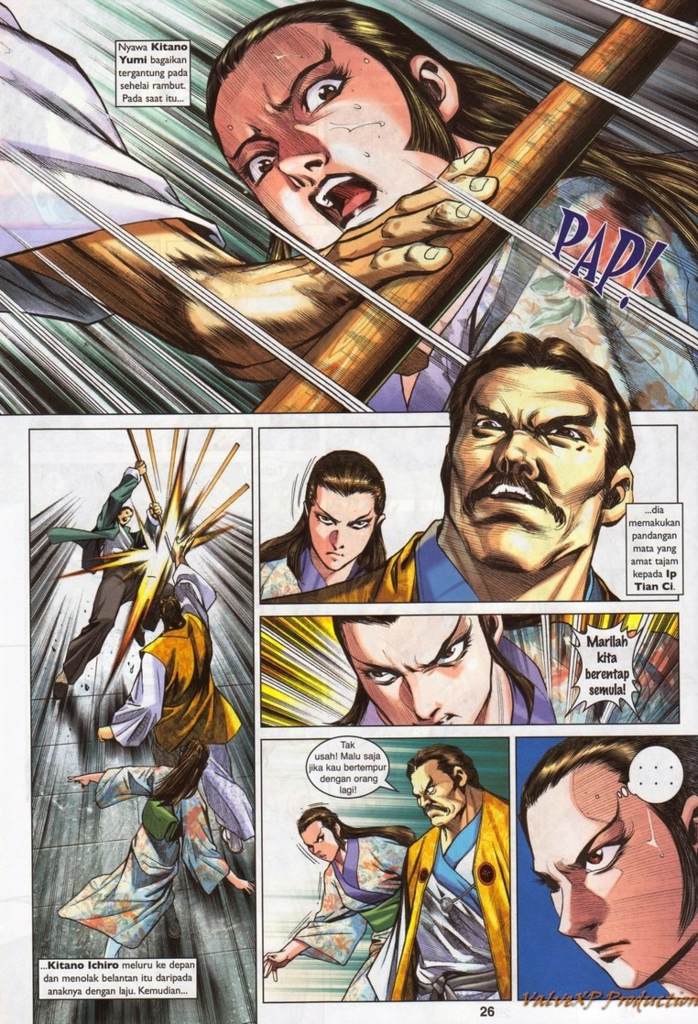 Nyawa Kitano
Yumi bagaikan
tergantung pada
sehelai rambut.
Pada saat itu...
PAP!
...Kitano Ichiro meluru ke depan
dan menolak belantan itu daripada
anaknya dengan laju. Kemudian...
...dia
memakukan
pandangan
mata yang
amat tajam
kepada Ip
Tian Ci.
Marilah
kita
berentap
semula!
Tak
usah! Malu saja
jika kau bertempur
dengan orang
lagi!
......
26
ValveXP Production